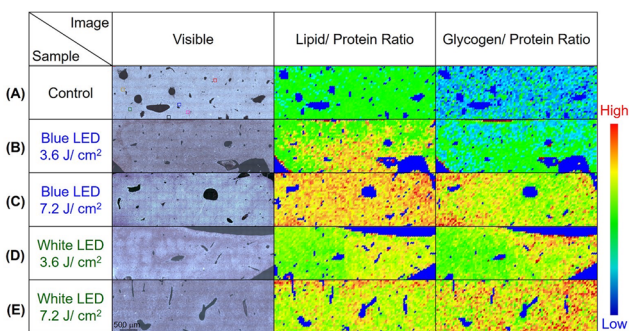 Image
Sample
Visible
Lipid/ Protein Ratio
Glycogen/ Protein Ratio
(A)
Control
(B)
Blue LED
3.6 J/ cm²
(C)
Blue LED
7.2 J/ cm²
(D)
White LED
3.6 J/ cm²
(E)
White LED
7.2 J/ cm²
500 µm
High
Low